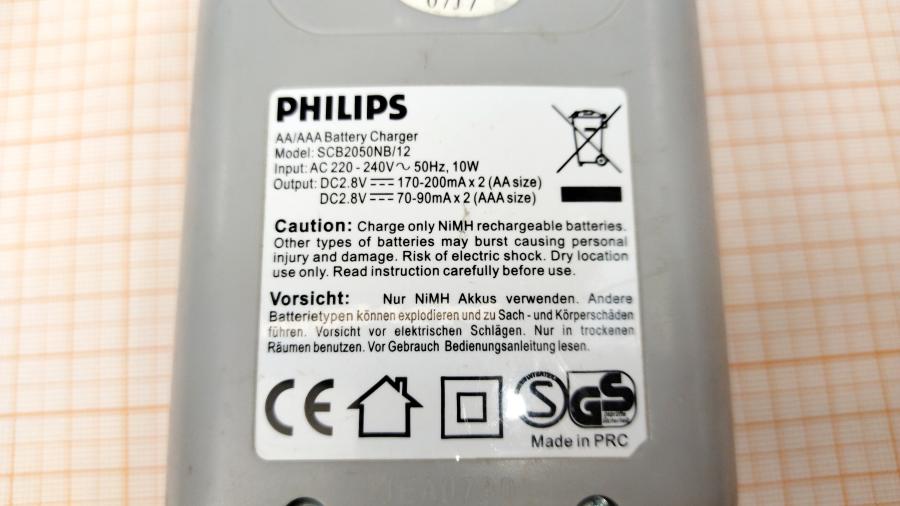 PHILIPS
AA/AAA Battery Charger
Model: SCB2050NB/12
Input: AC 220 - 240V～ 50Hz, 10W
Output: DC2.8V ⎓ 170-200mA x 2 (AA size)
DC2.8V ⎓ 70-90mA x 2 (AAA size)
Caution: Charge only NiMH rechargeable batteries.
Other types of batteries may burst causing personal
injury and damage. Risk of electric shock. Dry location
use only. Read instruction carefully before use.
Vorsicht: Nur NiMH Akkus verwenden. Andere
Batterietypen können explodieren und zu Sach - und Körperschäden
führen. Vorsicht vor elektrischen Schlägen. Nur in trockenen
Räumen benutzen. Vor Gebrauch Bedienungsanleitung lesen.
CE S GS
Made in PRC